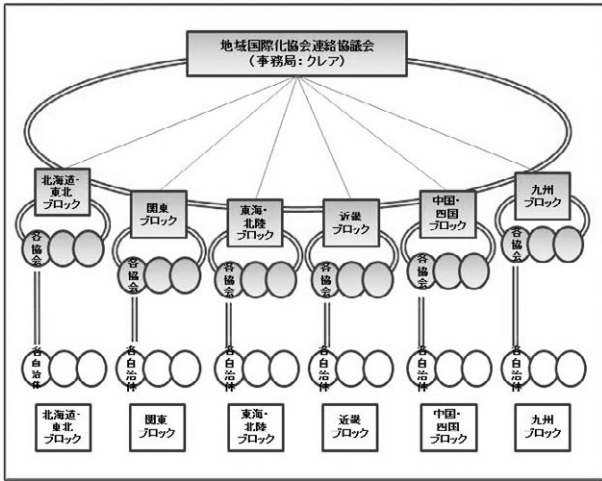 地域国際化協会連絡協議会
（事務局：クレア）
北海道・
東北
ブロック
関東
ブロック
東海・
北陸
ブロック
近畿
ブロック
中国・
四国
ブロック
九州
ブロック
各協会
各協会
各協会
各協会
各協会
各協会
各自治体
各自治体
各自治体
各自治体
各自治体
各自治体
北海道・
東北
ブロック
関東
ブロック
東海・
北陸
ブロック
近畿
ブロック
中国・
四国
ブロック
九州
ブロック